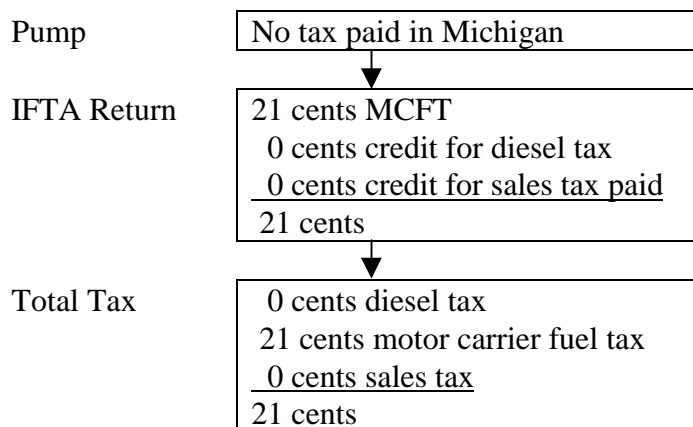 Pump No tax paid in Michigan
IFTA Return 21 cents MCFT
0 cents credit for diesel tax
0 cents credit for sales tax paid
21 cents
Total Tax 0 cents diesel tax
21 cents motor carrier fuel tax
0 cents sales tax
21 cents